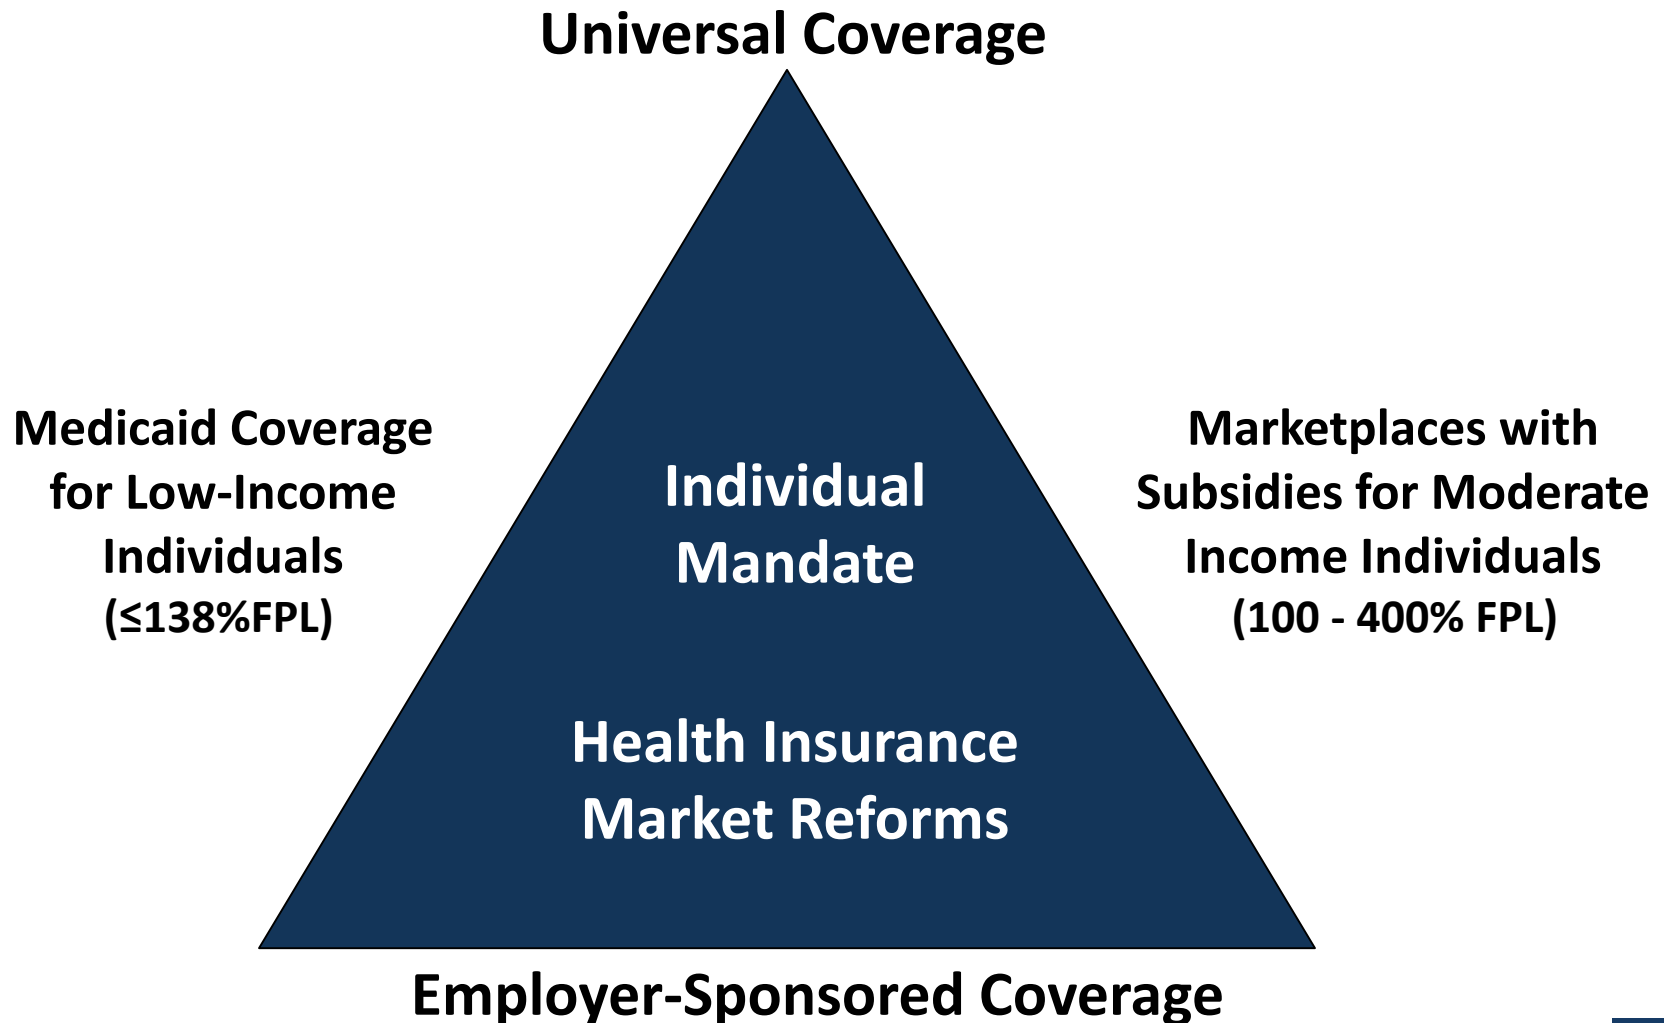 Universal Coverage
Medicaid Coverage
for Low-Income
Individuals
(≤138%FPL)
Individual
Mandate
Health Insurance
Market Reforms
Marketplaces with
Subsidies for Moderate
Income Individuals
(100 - 400% FPL)
Employer-Sponsored Coverage